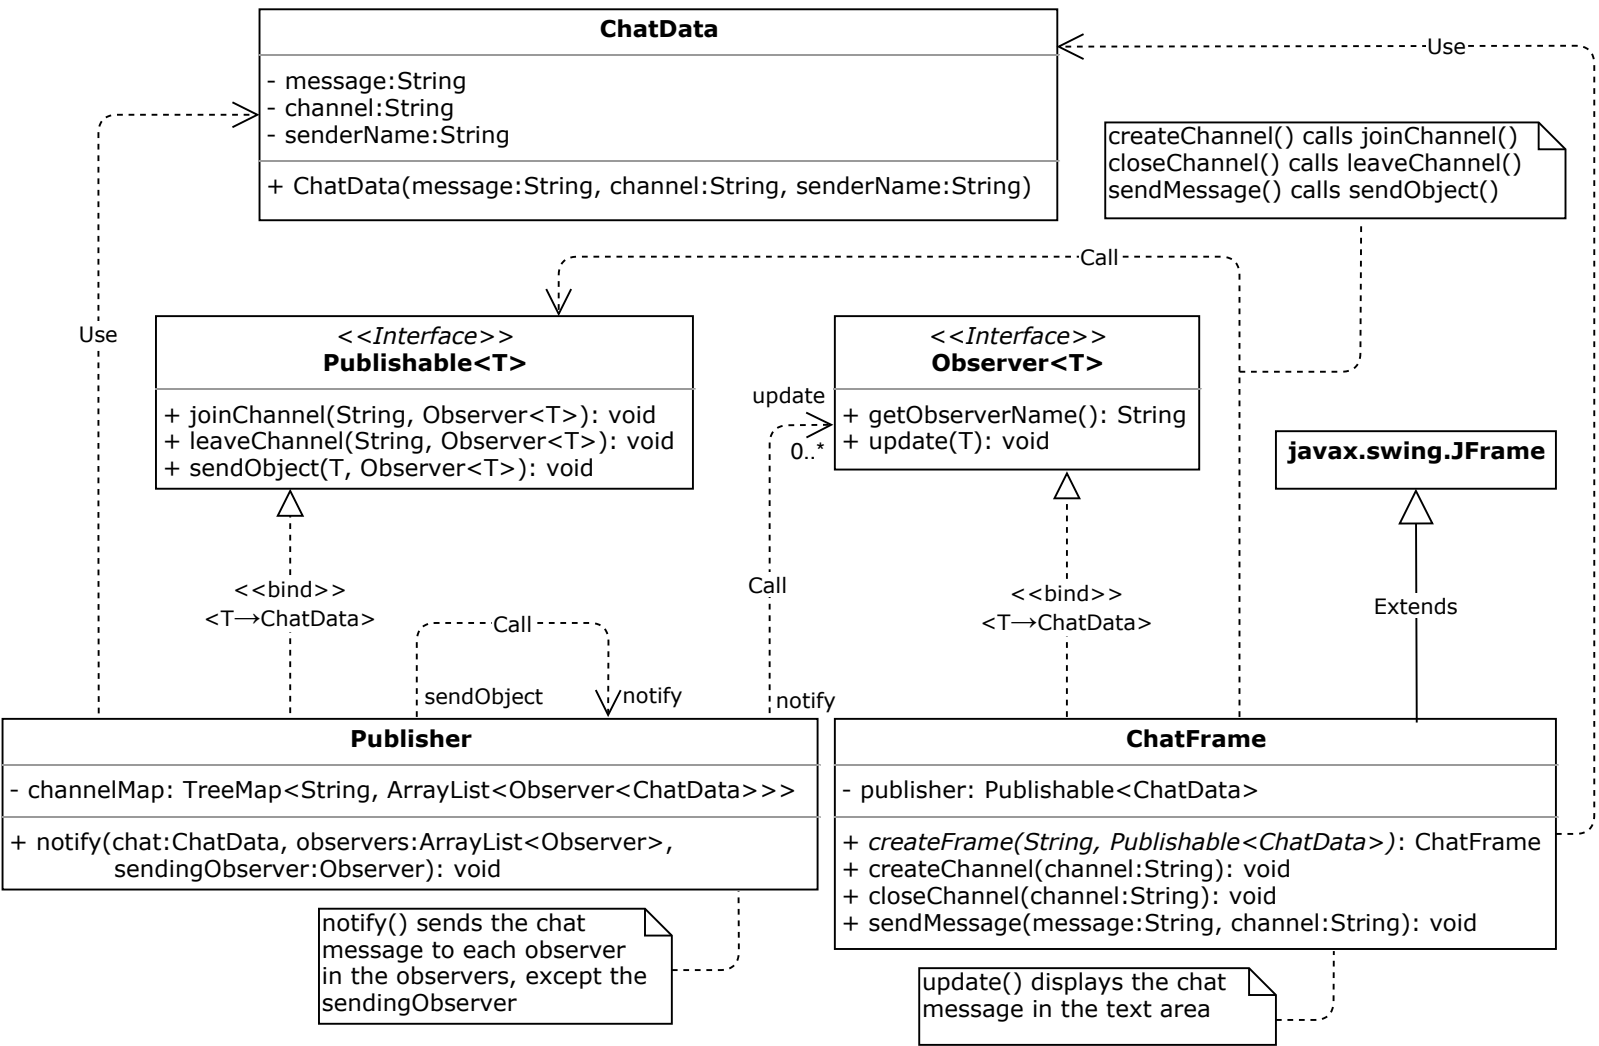 ChatData
- message:String
- channel:String
- senderName:String
+ ChatData(message:String, channel:String, senderName:String)
Use
createChannel() calls joinChannel()
closeChannel() calls leaveChannel()
sendMessage() calls sendObject()
Call
Use
<<Interface>>
Publishable<T>
+ joinChannel(String, Observer<T>): void
+ leaveChannel(String, Observer<T>): void
+ sendObject(T, Observer<T>): void
update
0..*
<<Interface>>
Observer<T>
+ getObserverName(): String
+ update(T): void
javax.swing.JFrame
<<bind>>
<T→ChatData>
Call
sendObject
notify
Call
notify
<<bind>>
<T→ChatData>
Extends
Publisher
- channelMap: TreeMap<String, ArrayList<Observer<ChatData>>>
+ notify(chat:ChatData, observers:ArrayList<Observer>,
sendingObserver:Observer): void
ChatFrame
- publisher: Publishable<ChatData>
+ createFrame(String, Publishable<ChatData>): ChatFrame
+ createChannel(channel:String): void
+ closeChannel(channel:String): void
+ sendMessage(message:String, channel:String): void
notify() sends the chat
message to each observer
in the observers, except the
sendingObserver
update() displays the chat
message in the text area